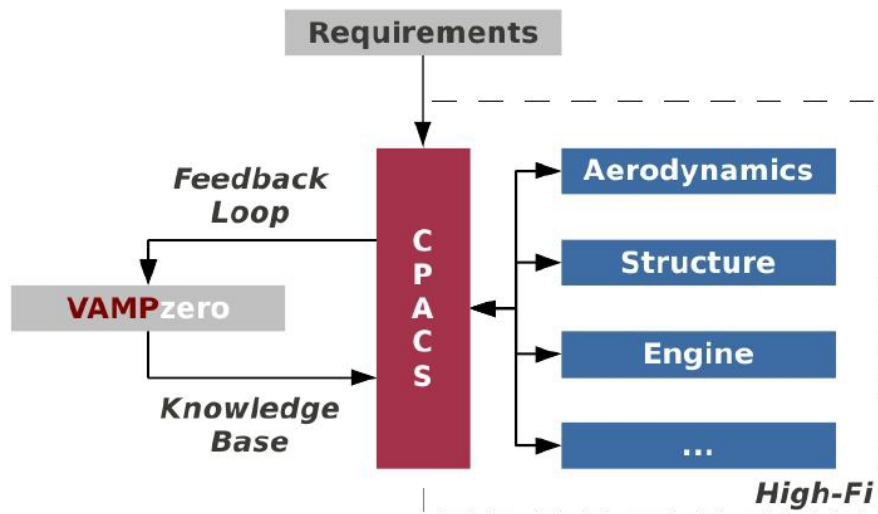 Requirements
Feedback
Loop
VAMPzero
Knowledge
Base
C
P
A
C
S
Aerodynamics
Structure
Engine
...
High-Fi